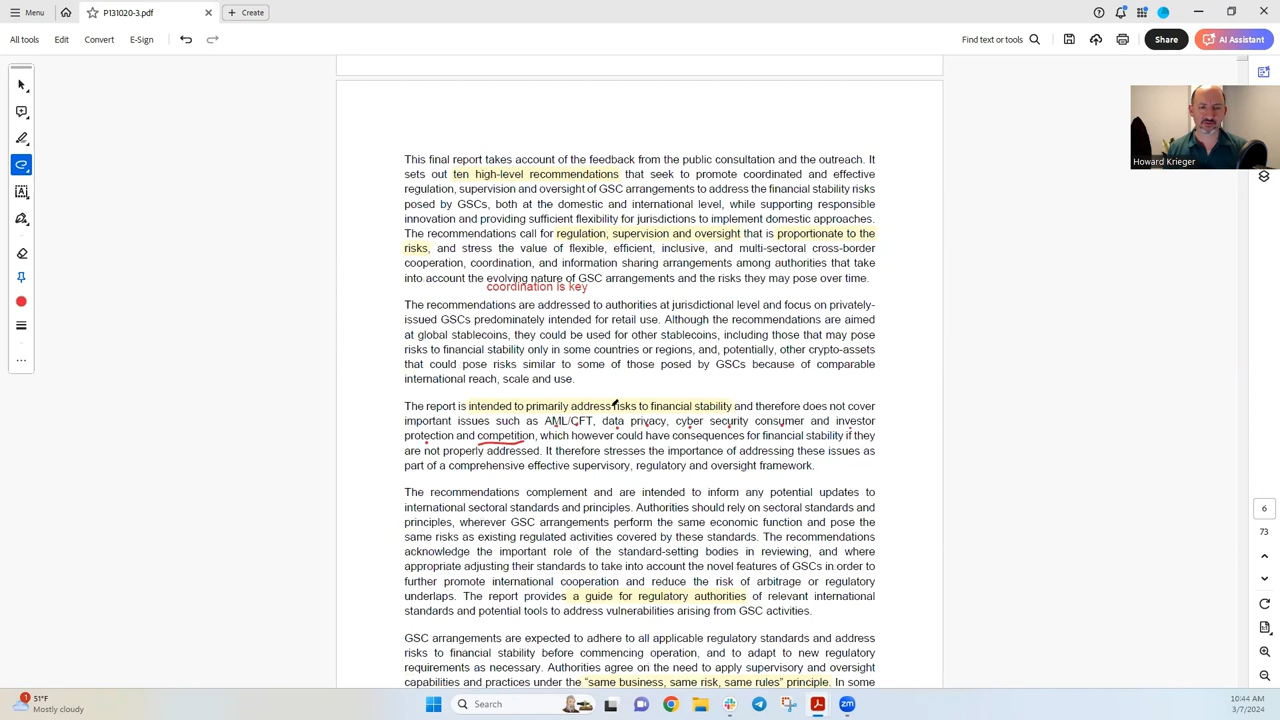 Menu
P131020-3.pdf
Create
All tools
Edit
Convert
E-Sign
Find text or tools
Share
AI Assistant
Howard Krieger
This final report takes account of the feedback from the public consultation and the outreach. It
sets out ten high-level recommendations that seek to promote coordinated and effective
regulation, supervision and oversight of GSC arrangements to address the financial stability risks
posed by GSCs, both at the domestic and international level, while supporting responsible
innovation and providing sufficient flexibility for jurisdictions to implement domestic approaches.
The recommendations call for regulation, supervision and oversight that is proportionate to the
risks, and stress the value of flexible, efficient, inclusive, and multi-sectoral cross-border
cooperation, coordination, and information sharing arrangements among authorities that take
into account the evolving nature of GSC arrangements and the risks they may pose over time.
coordination is key
The recommendations are addressed to authorities at jurisdictional level and focus on privately-
issued GSCs predominately intended for retail use. Although the recommendations are aimed
at global stablecoins, they could be used for other stablecoins, including those that may pose
risks to financial stability only in some countries or regions, and, potentially, other crypto-assets
that could pose risks similar to some of those posed by GSCs because of comparable
international reach, scale and use.
The report is intended to primarily address risks to financial stability and therefore does not cover
important issues such as AML/CFT, data privacy, cyber security consumer and investor
protection and competition, which however could have consequences for financial stability if they
are not properly addressed. It therefore stresses the importance of addressing these issues as
part of a comprehensive effective supervisory, regulatory and oversight framework.
The recommendations complement and are intended to inform any potential updates to
international sectoral standards and principles. Authorities should rely on sectoral standards and
principles, wherever GSC arrangements perform the same economic function and pose the
same risks as existing regulated activities covered by these standards. The recommendations
acknowledge the important role of the standard-setting bodies in reviewing, and where
appropriate adjusting their standards to take into account the novel features of GSCs in order to
further promote international cooperation and reduce the risk of arbitrage or regulatory
underlaps. The report provides a guide for regulatory authorities of relevant international
standards and potential tools to address vulnerabilities arising from GSC activities.
GSC arrangements are expected to adhere to all applicable regulatory standards and address
risks to financial stability before commencing operation, and to adapt to new regulatory
requirements as necessary. Authorities agree on the need to apply supervisory and oversight
capabilities and practices under the “same business, same risk, same rules” principle. In some
6
73
1
51°F
Mostly cloudy
Search
10:44 AM
3/7/2024